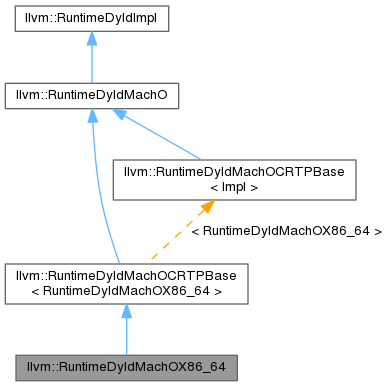 llvm::RuntimeDyldImpl
llvm::RuntimeDyldMachO
llvm::RuntimeDyldMachOCRTPBase
< Impl >
< RuntimeDyldMachOX86_64 >
llvm::RuntimeDyldMachOCRTPBase
< RuntimeDyldMachOX86_64 >
llvm::RuntimeDyldMachOX86_64